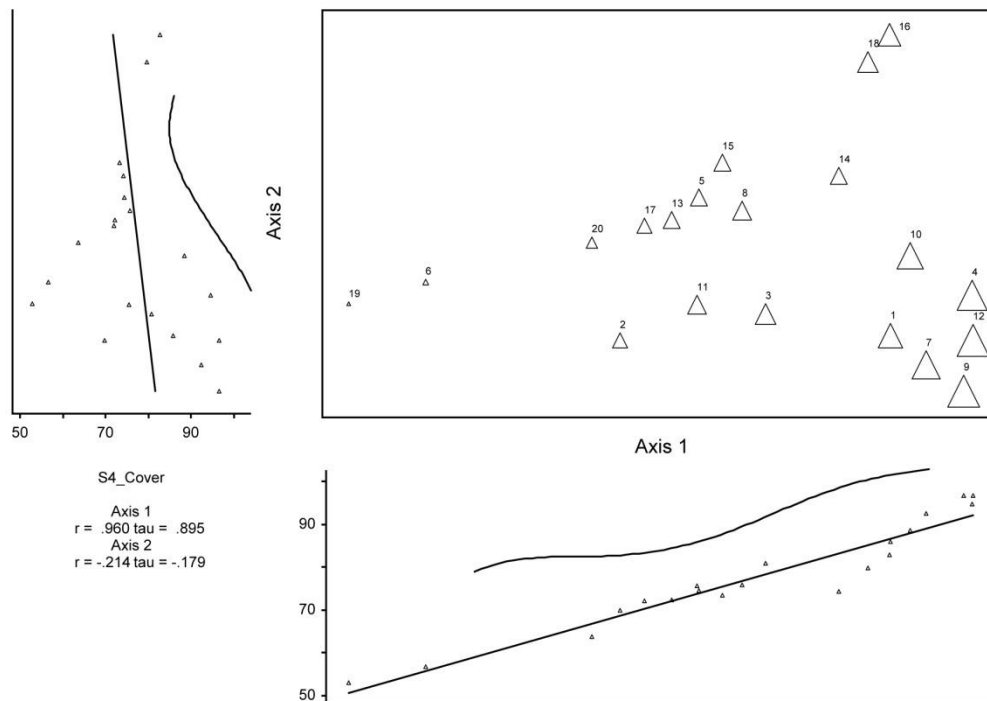 16
18
15
14
5
8
13
17
20
10
6
4
19
11
3
2
1
12
7
9
Axis 2
50 70 90
Axis 1
S4_Cover
Axis 1
r = .960 tau = .895
Axis 2
r = -.214 tau = -.179
90
70
50